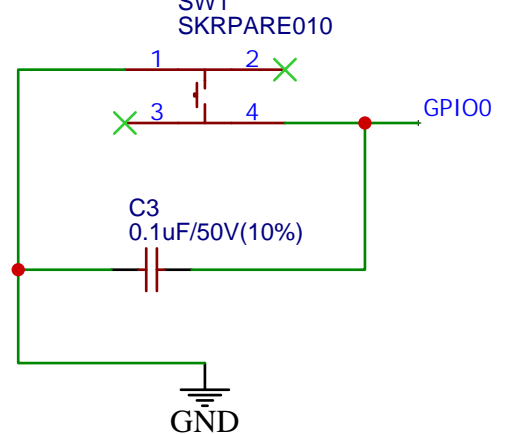 SW1
SKRPARE010
1 2
3 4
GPIO0
C3
0.1uF/50V(10%)
GND